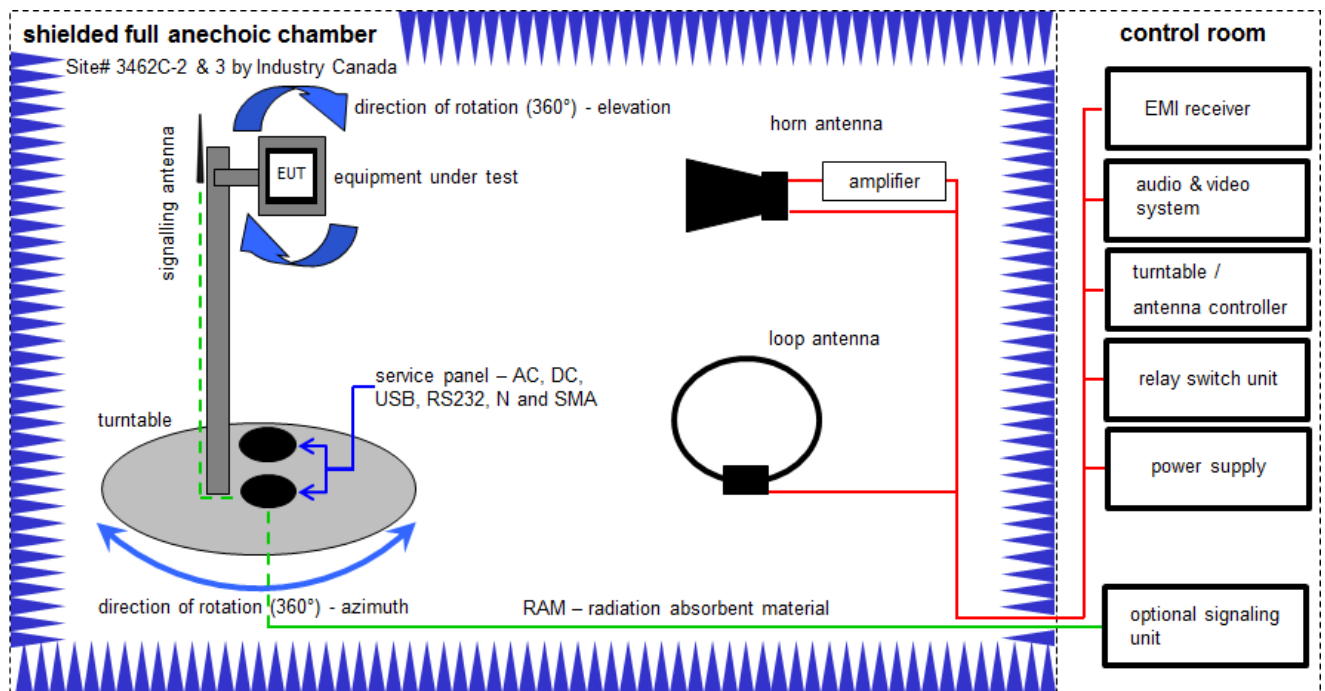 shielded full anechoic chamber
Site# 3462C-2 & 3 by Industry Canada
direction of rotation (360°) - elevation
signalling antenna
EUT
equipment under test
horn antenna
amplifier
loop antenna
service panel – AC, DC,
USB, RS232, N and SMA
turntable
direction of rotation (360°) - azimuth
RAM – radiation absorbent material
control room
EMI receiver
audio & video
system
turntable /
antenna controller
relay switch unit
power supply
optional signaling
unit